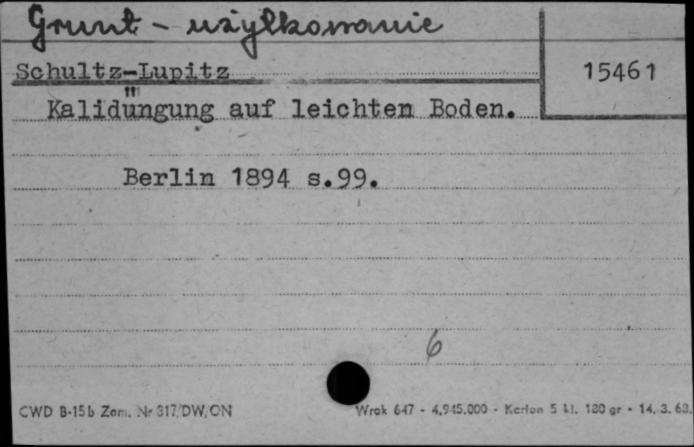 Grunt - użytkowanie
Schultz-Lupitz
15461
Kalidüngung auf leichten Boden.
Berlin 1894 s.99.
6
CWD B-15b Zam. Nr 317/DW/ON
Wrak 647 - 4.945.000 - Karton 5 kl. 180 gr - 14. 3. 63.